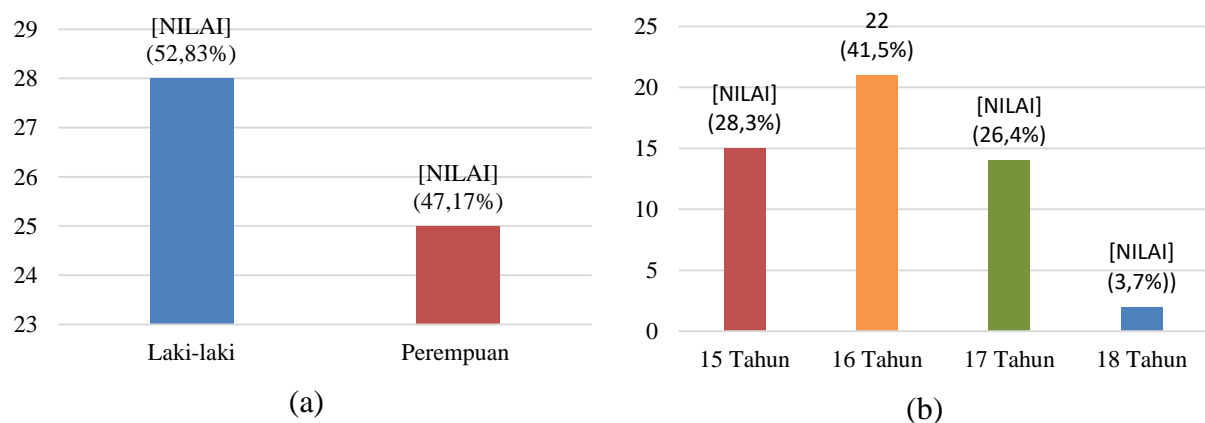 29
28
27
26
25
24
23
[NILAI]
(52,83%)
[NILAI]
(47,17%)
Laki-laki
Perempuan
(a)
25
20
15
10
5
0
[NILAI]
(28,3%)
22
(41,5%)
[NILAI]
(26,4%)
[NILAI]
(3,7%))
15 Tahun
16 Tahun
17 Tahun
18 Tahun
(b)